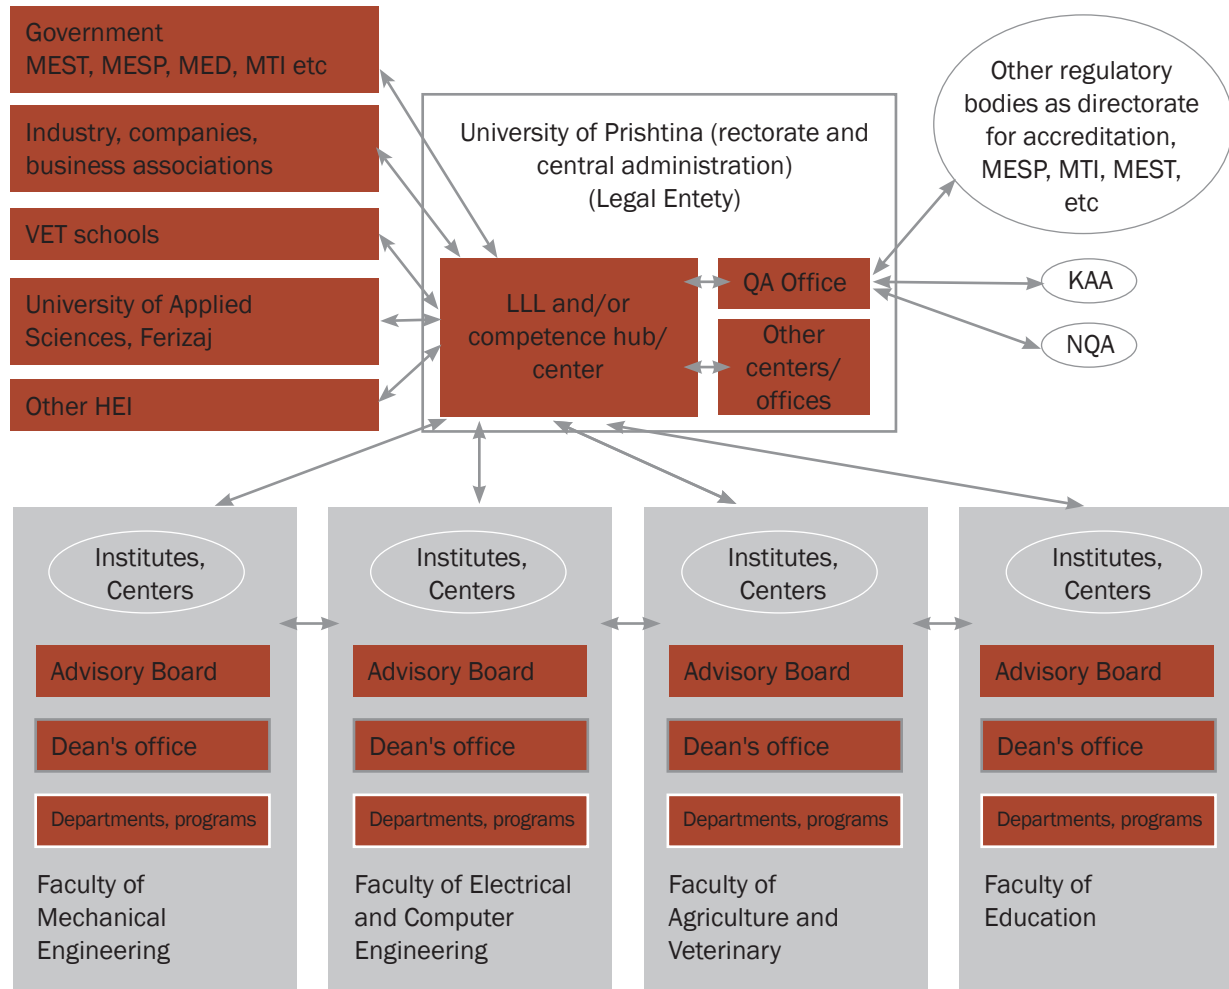 Government
MEST, MESP, MED, MTI etc
Industry, companies,
business associations
VET schools
University of Applied
Sciences, Ferizaj
Other HEI
University of Prishtina (rectorate and
central administration)
(Legal Entety)
LLL and/or
competence hub/
center
QA Office
Other
centers/
offices
Other regulatory
bodies as directorate
for accreditation,
MESP, MTI, MEST,
etc
KAA
NQA
Institutes,
Centers
Advisory Board
Dean's office
Departments, programs
Faculty of
Mechanical
Engineering
Institutes,
Centers
Advisory Board
Dean's office
Departments, programs
Faculty of Electrical
and Computer
Engineering
Institutes,
Centers
Advisory Board
Dean's office
Departments, programs
Faculty of
Agriculture and
Veterinary
Institutes,
Centers
Advisory Board
Dean's office
Departments, programs
Faculty of
Education